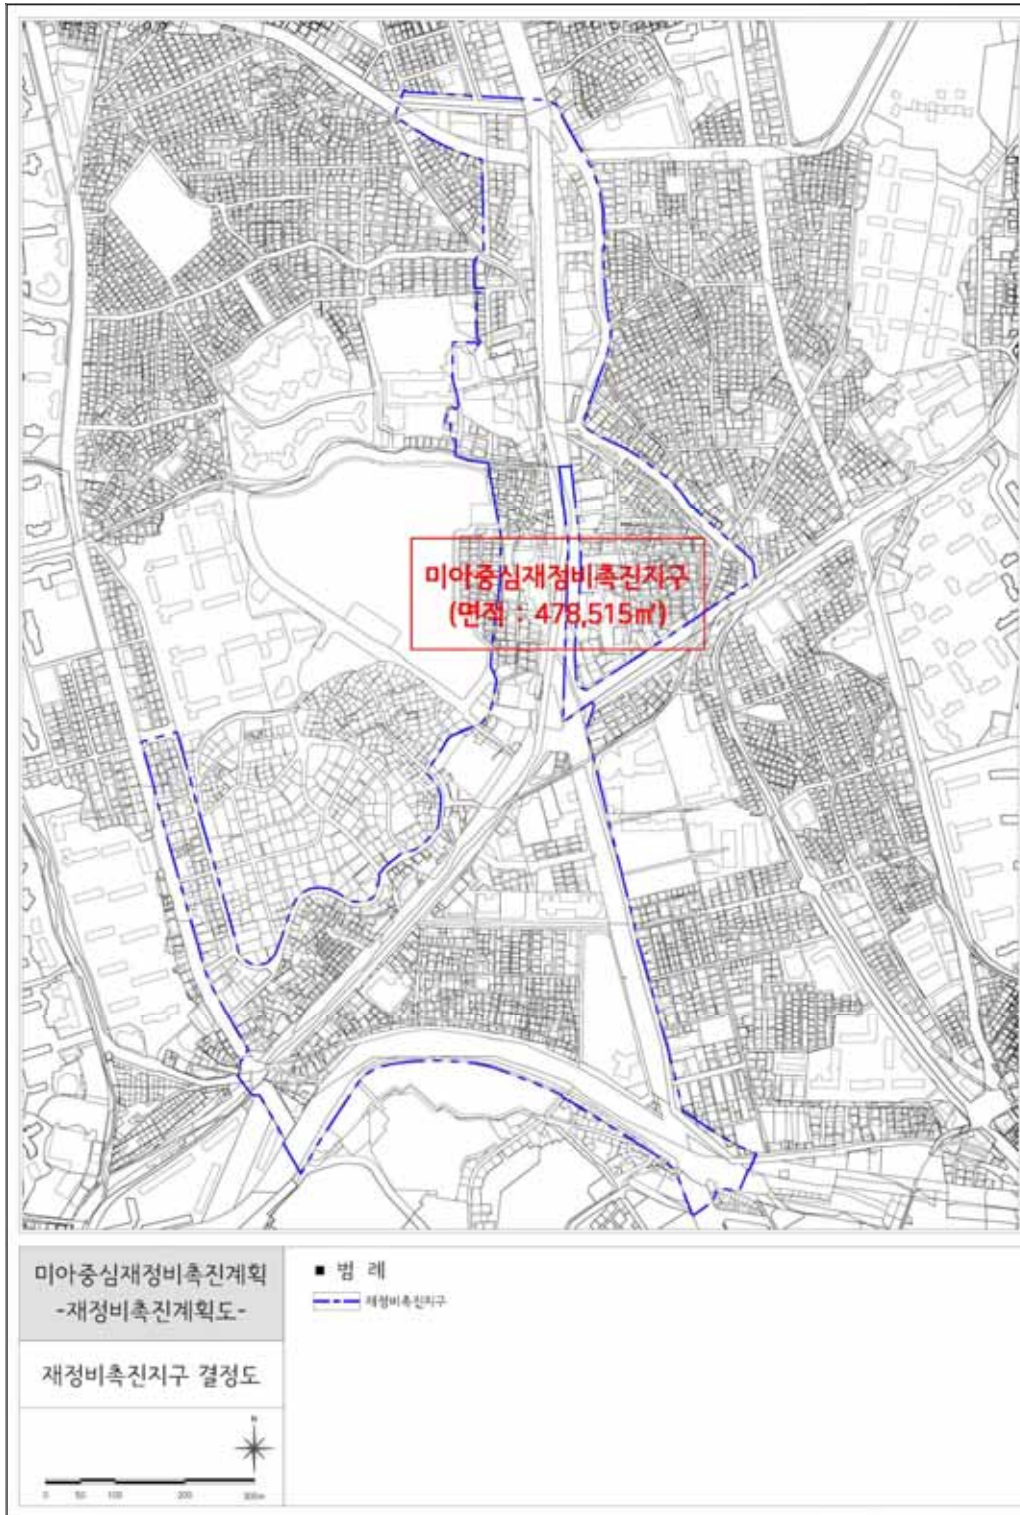 미아중심재정비촉진지구
(면적 : 478,515㎡)
미아중심재정비촉진계획
-재정비촉진계획도-
재정비촉진지구 결정도
■ 범 례
재정비촉진지구
N
0 50 100 200 300m